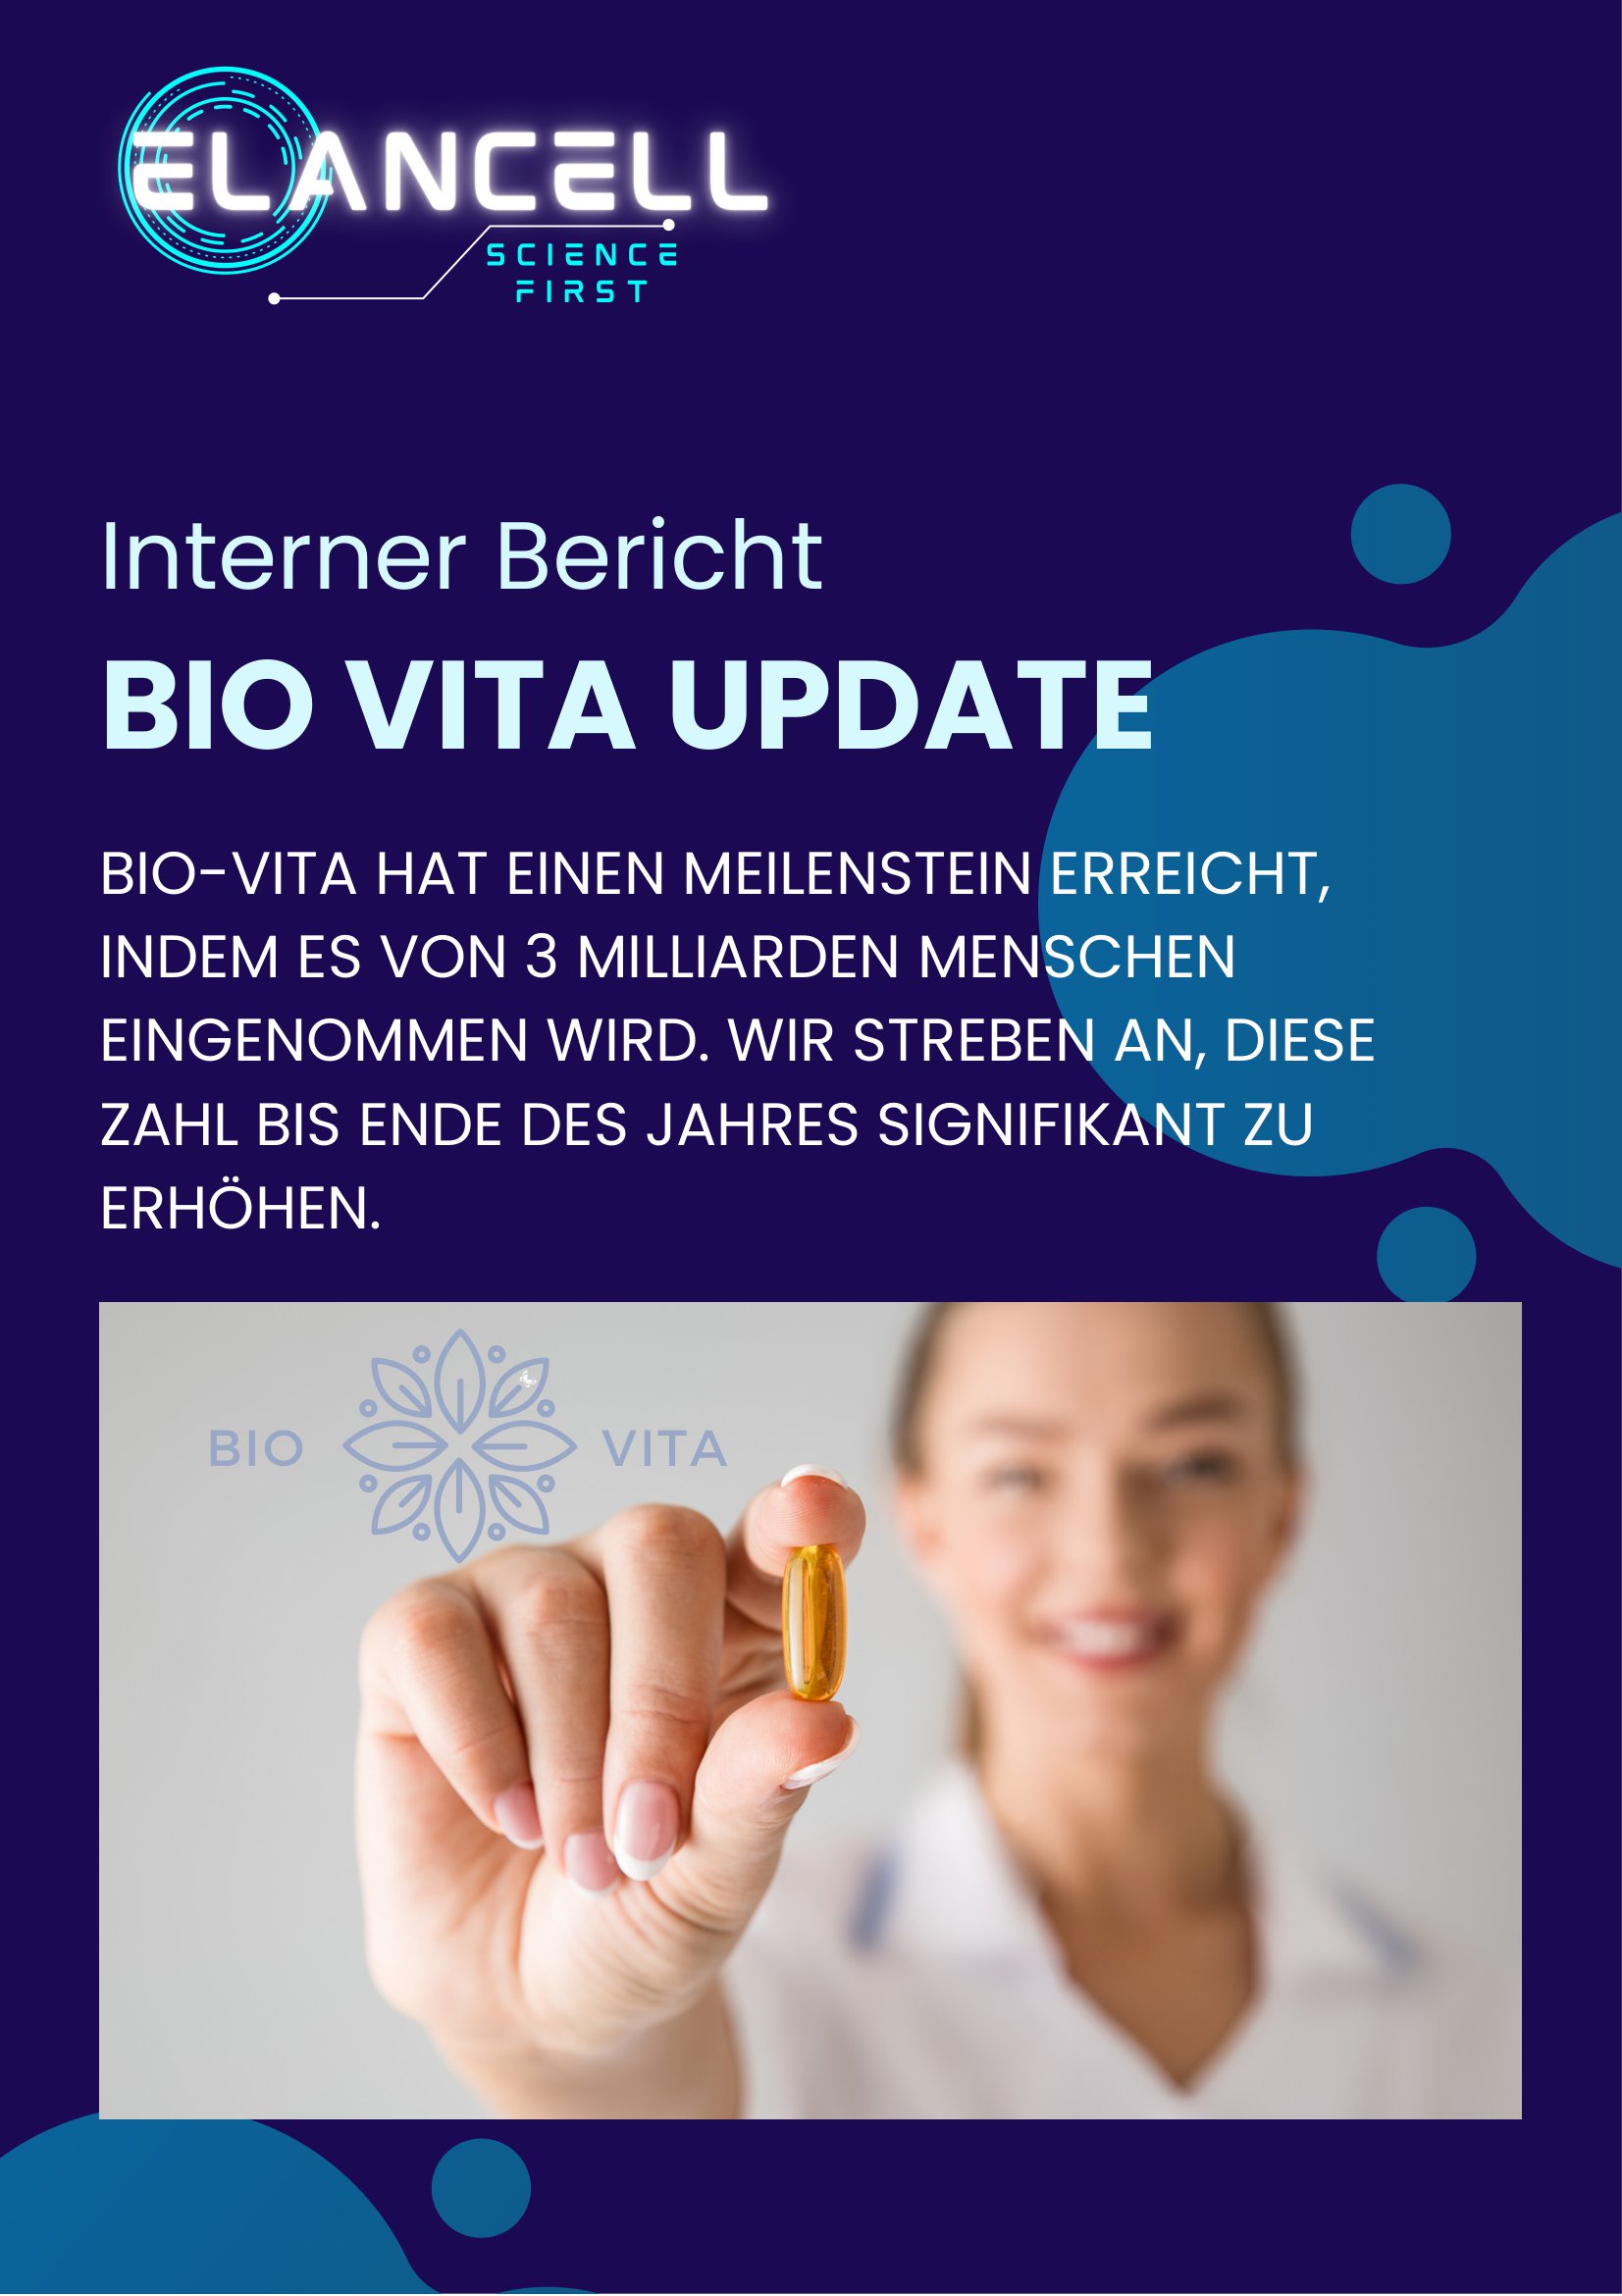 ELANCELL
SCIENCE
FIRST
Interner Bericht
BIO VITA UPDATE
BIO-VITA HAT EINEN MEILENSTEIN ERREICHT,
INDEM ES VON 3 MILLIARDEN MENSCHEN
EINGENOMMEN WIRD. WIR STREBEN AN, DIESE
ZAHL BIS ENDE DES JAHRES SIGNIFIKANT ZU
ERHÖHEN.
BIO VITA